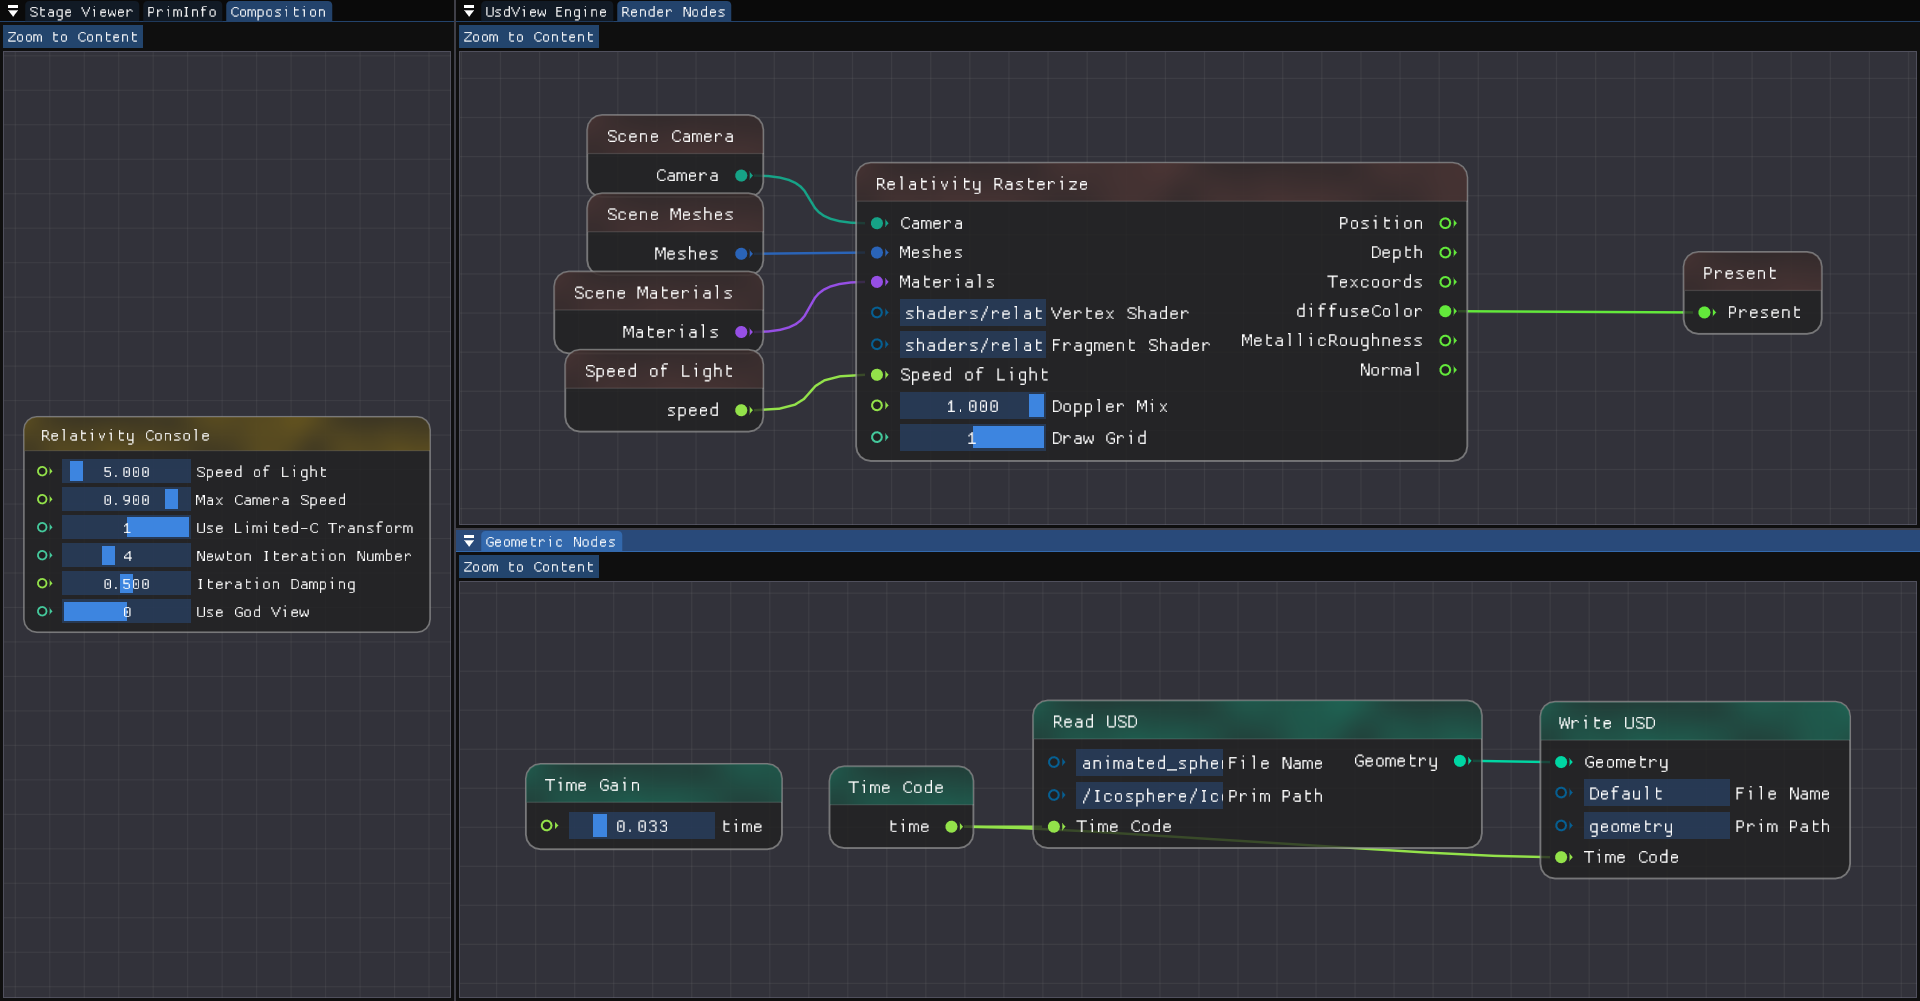 Stage Viewer PrimInfo Composition
Zoom to Content
Relativity Console
5.000 Speed of Light
0.900 Max Camera Speed
1 Use Limited-C Transform
4 Newton Iteration Number
0.500 Iteration Damping
0 Use God View
UsdView Engine Render Nodes
Zoom to Content
Scene Camera
Camera
Scene Meshes
Meshes
Scene Materials
Materials
Speed of Light
speed
Relativity Rasterize
Camera
Meshes
Materials
shaders/relat Vertex Shader
shaders/relat Fragment Shader
Speed of Light
1.000 Doppler Mix
1 Draw Grid
Position
Depth
Texcoords
diffuseColor
MetallicRoughness
Normal
Present
Present
Geometric Nodes
Zoom to Content
Time Gain
0.033 time
Time Code
time
Read USD
animated_spher File Name
/Icosphere/Ico Prim Path
Time Code
Geometry
Write USD
Geometry
Default File Name
geometry Prim Path
Time Code